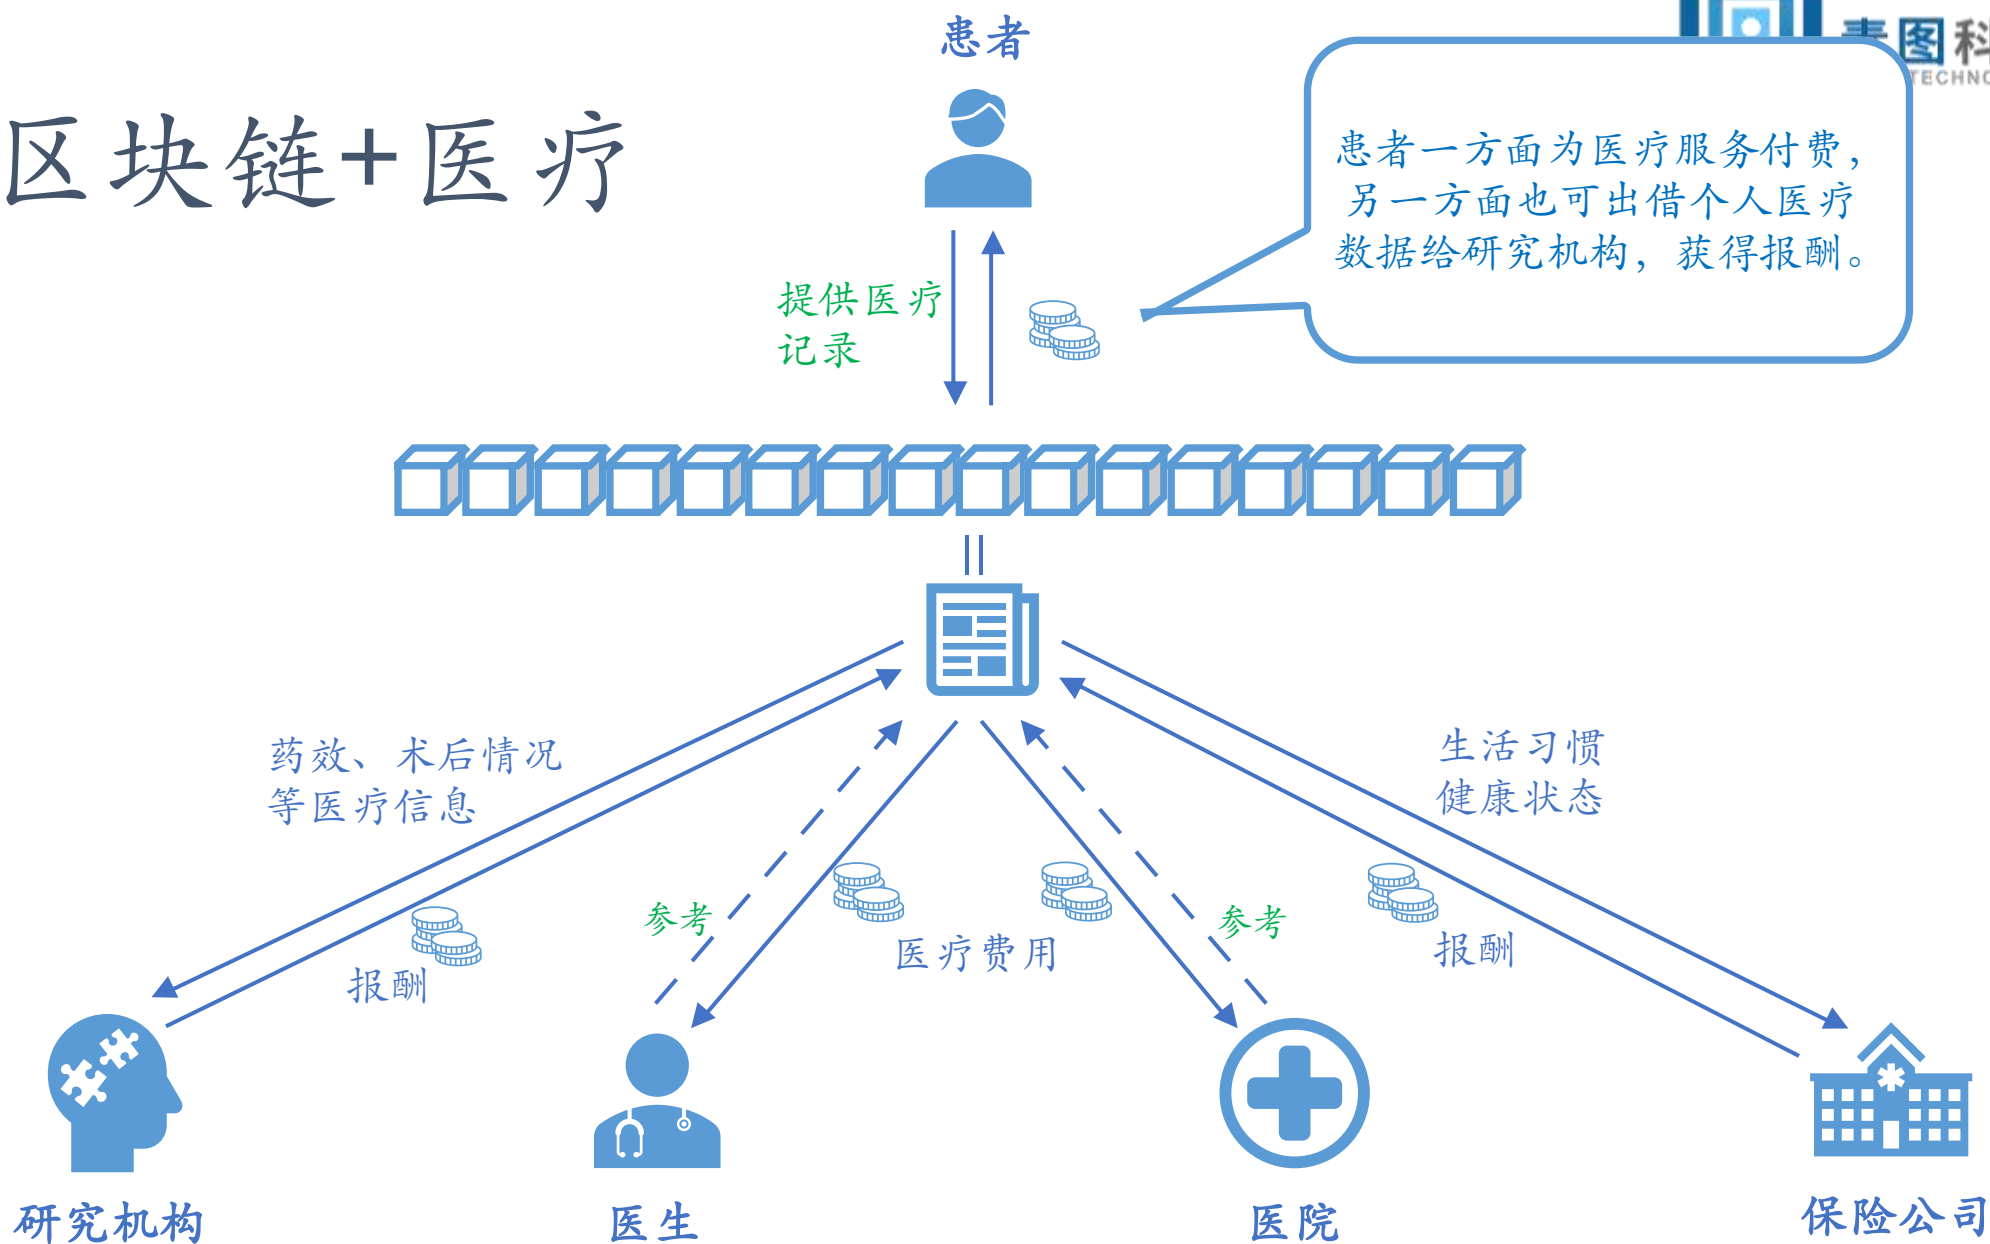 患者
图科
TECHNO
区块链+医疗
患者一方面为医疗服务付费，
另一方面也可出借个人医疗
数据给研究机构，获得报酬。
提供医疗
记录
药效、术后情况
等医疗信息
生活习惯
健康状态
参考
参考
医疗费用
报酬
报酬
研究机构
医生
医院
保险公司